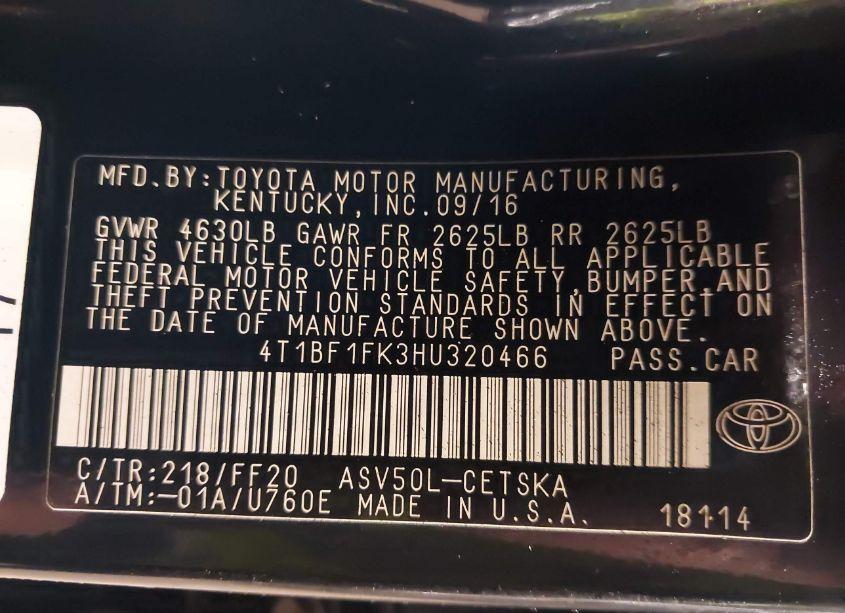 MFD.BY:TOYOTA MOTOR MANUFACTURING,
KENTUCKY,INC.09/16
GVWR 4630LB GAWR FR 2625LB RR 2625LB
THIS VEHICLE CONFORMS TO ALL APPLICABLE
FEDERAL MOTOR VEHICLE SAFETY,BUMPER,AND
THEFT PREVENTION STANDARDS IN EFFECT ON
THE DATE OF MANUFACTURE SHOWN ABOVE.
4T1BF1FK3HU320466 PASS.CAR
C/TR:218/FF20 ASV50L-CETSKA
A/TM:-01A/U760E MADE IN U.S.A. 18114